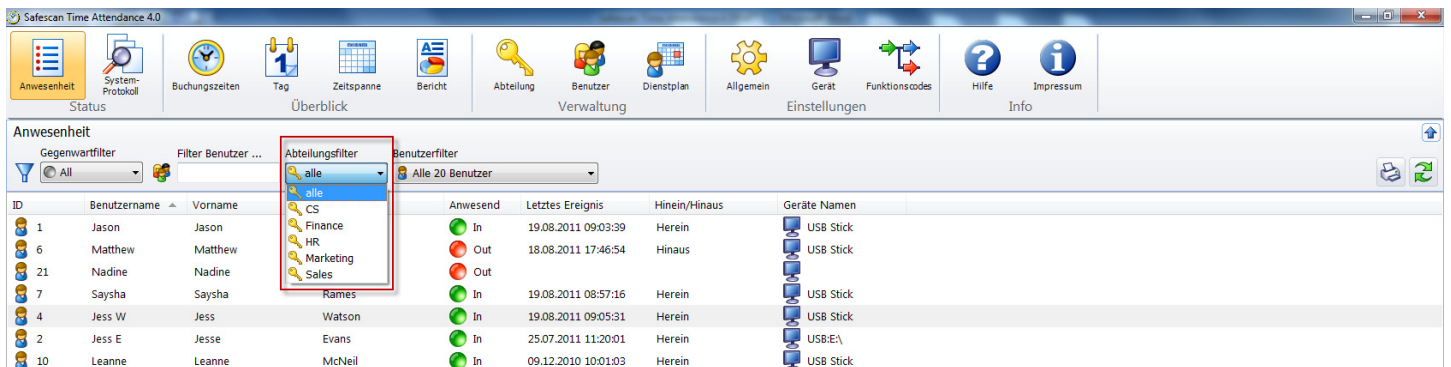 Safescan Time Attendance 4.0
Anwesenheit
System-
Protokoll
Buchungszeiten
Tag
Zeitspanne
Bericht
Abteilung
Benutzer
Dienstplan
Allgemein
Gerät
Funktionscodes
Hilfe
Impressum
Status
Überblick
Verwaltung
Einstellungen
Info
Anwesenheit
Gegenwartfilter Filter Benutzer ... Abteilungsfilter Benutzerfilter
All alle Alle 20 Benutzer
alle
CS
Finance
HR
Marketing
Sales
ID Benutzername Vorname Anwesend Letztes Ereignis Hinein/Hinaus Geräte Namen
1 Jason Jason In 19.08.2011 09:03:39 Herein USB Stick
6 Matthew Matthew Out 18.08.2011 17:46:54 Hinaus USB Stick
21 Nadine Nadine Out
7 Saysha Saysha Rames In 19.08.2011 08:57:16 Herein USB Stick
4 Jess W Jess Watson In 19.08.2011 09:05:31 Herein USB Stick
2 Jess E Jesse Evans In 25.07.2011 11:20:01 Herein USB:E:\
10 Leanne Leanne McNeil In 09.12.2010 10:01:03 Herein USB Stick